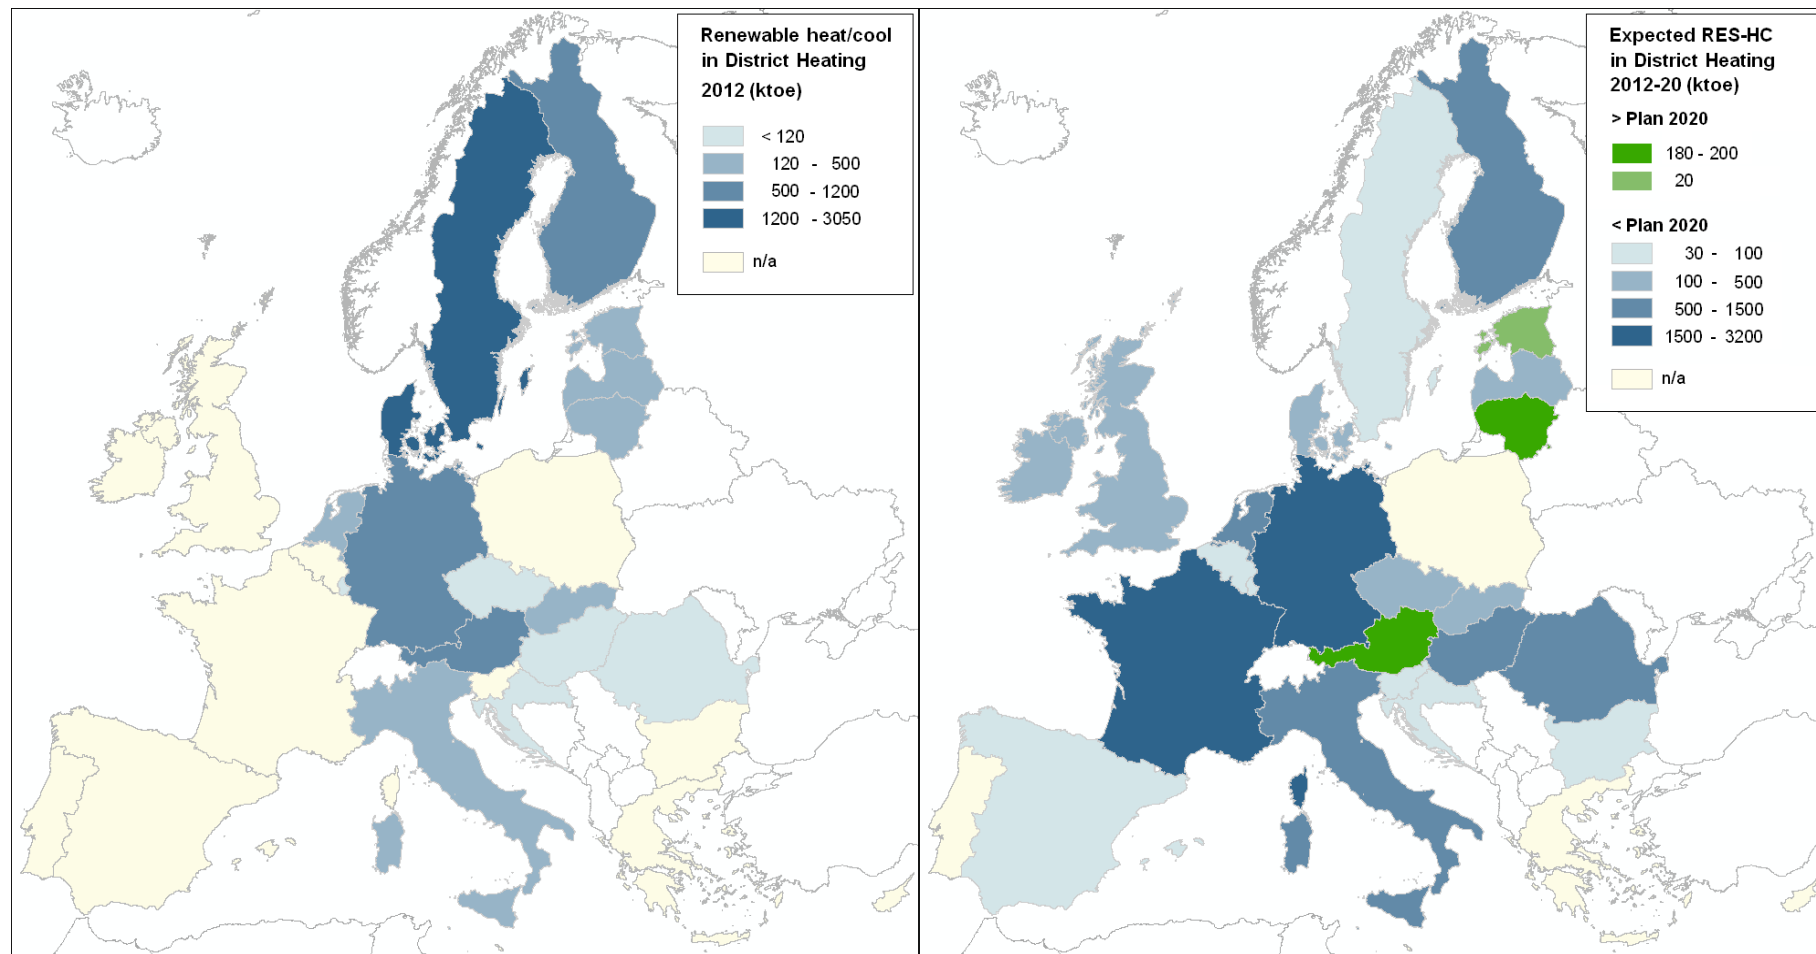 Renewable heat/cool
in District Heating
2012 (ktoe)
< 120
120 - 500
500 - 1200
1200 - 3050
n/a
Expected RES-HC
in District Heating
2012-20 (ktoe)
> Plan 2020
180 - 200
20
< Plan 2020
30 - 100
100 - 500
500 - 1500
1500 - 3200
n/a